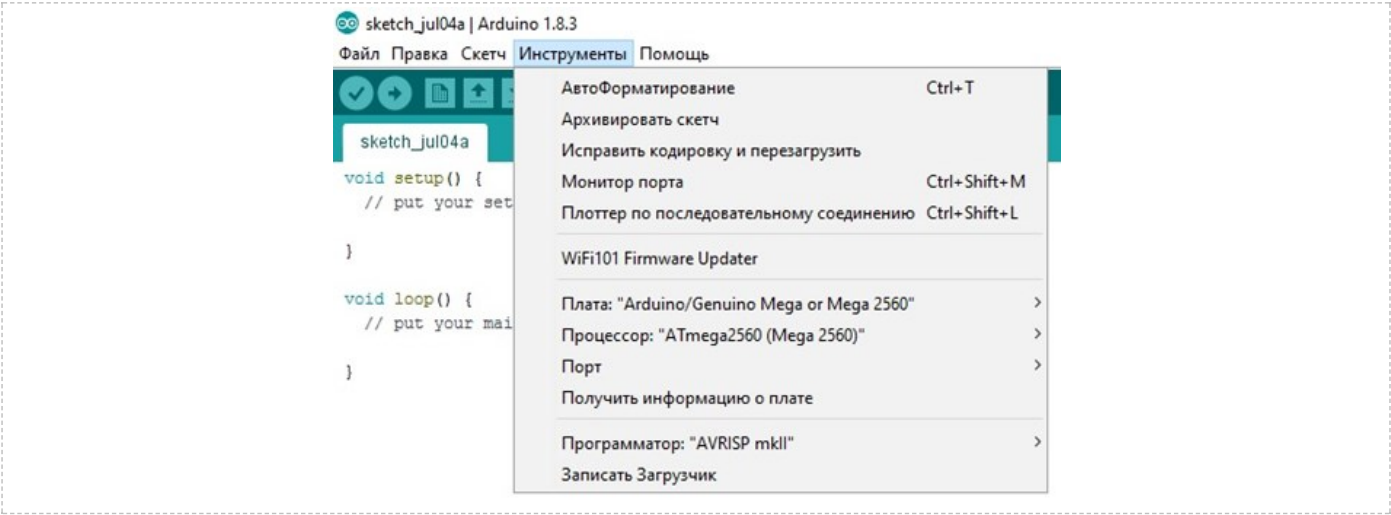 sketch_jul04a | Arduino 1.8.3
Файл Правка Скетч Инструменты Помощь
sketch_jul04a
void setup() {
// put your set
}
void loop() {
// put your mai
}
АвтоФорматирование Ctrl+T
Архивировать скетч
Исправить кодировку и перезагрузить
Монитор порта Ctrl+Shift+M
Плоттер по последовательному соединению Ctrl+Shift+L
WiFi101 Firmware Updater
Плата: "Arduino/Genuino Mega or Mega 2560"
Процессор: "ATmega2560 (Mega 2560)"
Порт
Получить информацию о плате
Программатор: "AVRISP mkII"
Записать Загрузчик